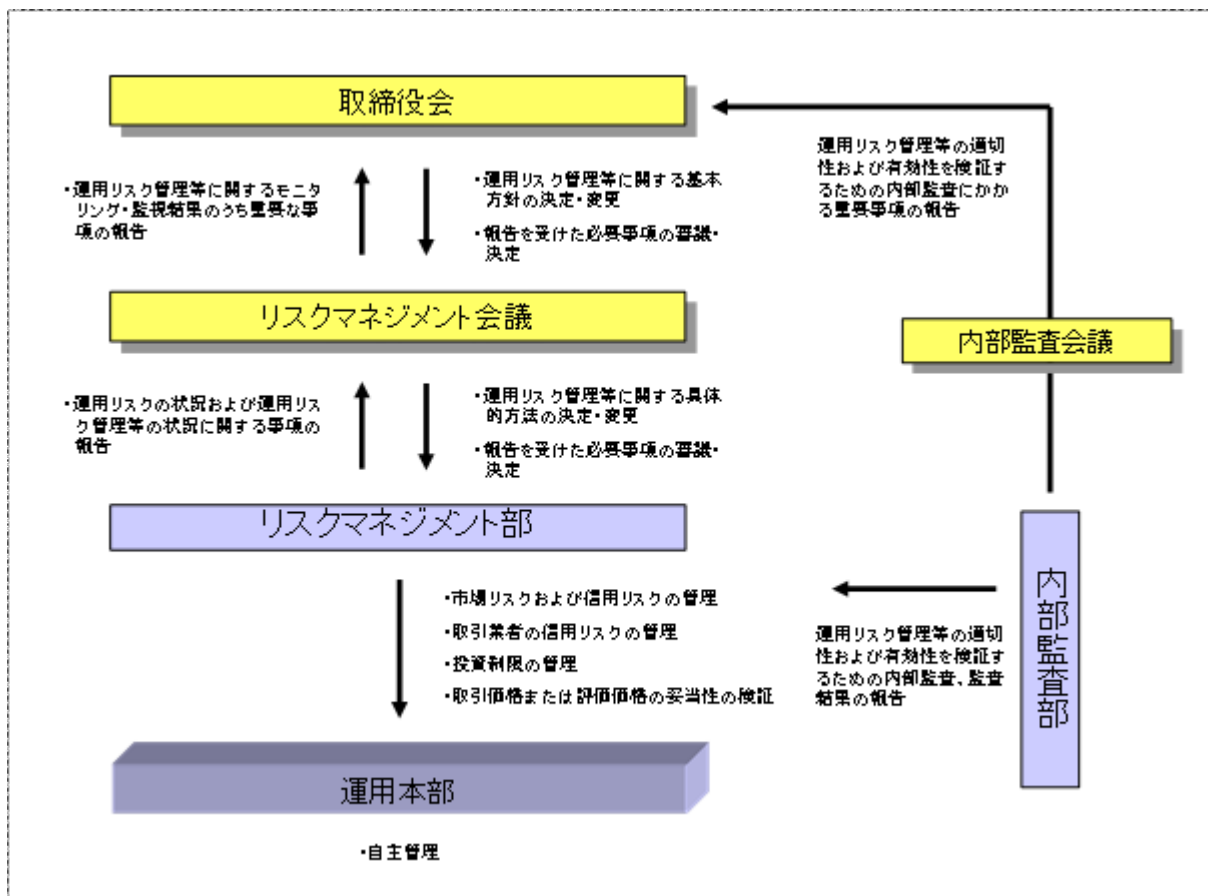 取締役会
・運用リスク管理等に関するモニ
タリング・監視結果のうち重要な事
項の報告
・運用リスク管理等に関する基本
方針の決定・変更
・報告を受けた必要事項の審議・
決定
運用リスク管理等の適切
性および有効性を検証す
るための内部監査にかか
る重要事項の報告
リスクマネジメント会議
内部監査会議
・運用リスクの状況および運用リス
ク管理等の状況に関する事項の
報告
・運用リスク管理等に関する具体
的方法の決定・変更
・報告を受けた必要事項の審議・
決定
リスクマネジメント部
内部監査部
・市場リスクおよび信用リスクの管理
・取引業者の信用リスクの管理
・投資制限の管理
・取引価格または評価価格の妥当性の検証
運用リスク管理等の適切
性および有効性を検証す
るための内部監査、監査
結果の報告
運用本部
・自主管理